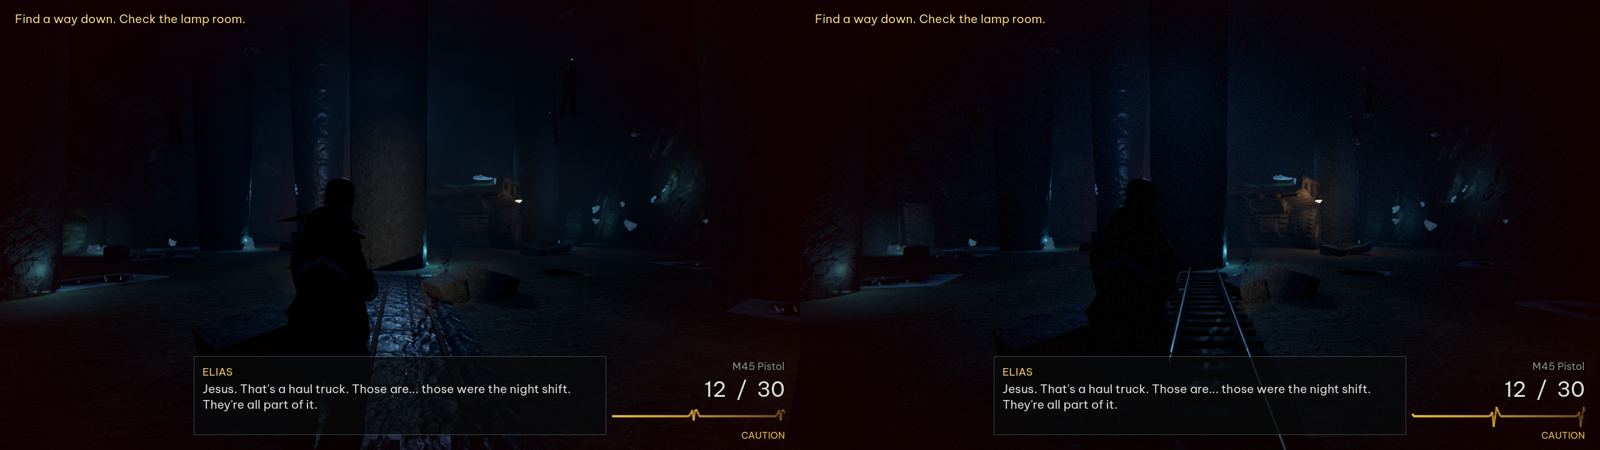 Find a way down. Check the lamp room.
ELIAS
Jesus. That's a haul truck. Those are... those were the night shift.
They're all part of it.
M45 Pistol
12 / 30
CAUTION
Find a way down. Check the lamp room.
ELIAS
Jesus. That's a haul truck. Those are... those were the night shift.
They're all part of it.
M45 Pistol
12 / 30
CAUTION